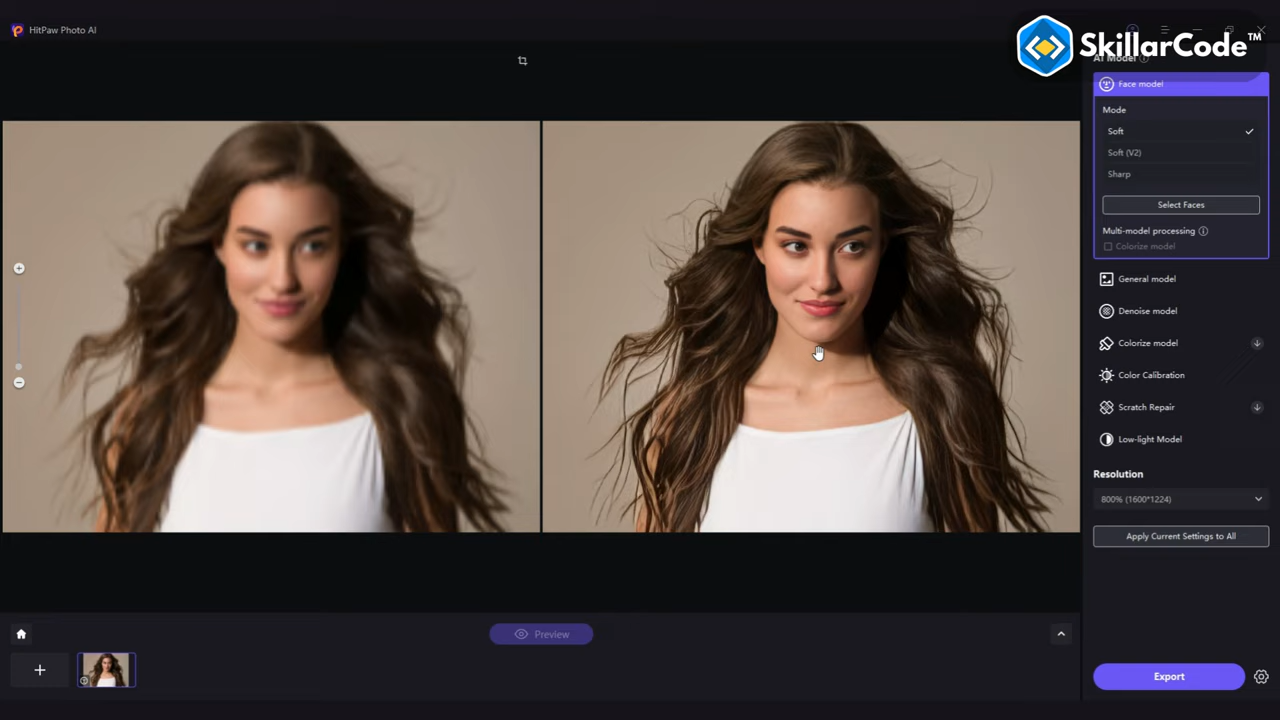 HitPaw Photo AI
SkillarCode™
AI Model
Face model
Mode
Soft
Soft (V2)
Sharp
Select Faces
Multi-model processing
Colorize model
General model
Denoise model
Colorize model
Color Calibration
Scratch Repair
Low-light Model
Resolution
800% (1600*1224)
Apply Current Settings to All
Preview
Export